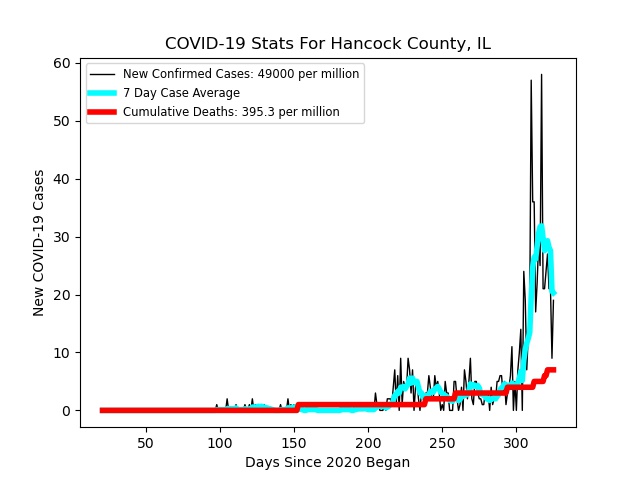 COVID-19 Stats For Hancock County, IL
New Confirmed Cases: 49000 per million
7 Day Case Average
Cumulative Deaths: 395.3 per million
New COVID-19 Cases
60
50
40
30
20
10
0
50 100 150 200 250 300
Days Since 2020 Began